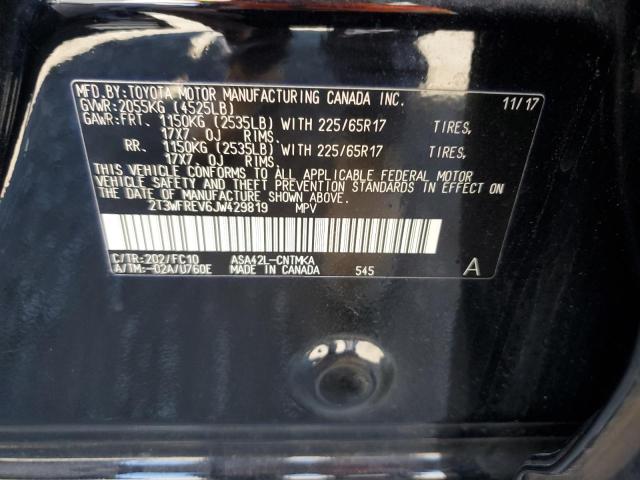 MFD.BY:TOYOTA MOTOR MANUFACTURING CANADA INC. 11/17
GVWR:2055KG (4525LB)
GAWR:FRT. 1150KG (2535LB) WITH 225/65R17 TIRES,
17X7.0J RIMS.
RR. 1150KG (2535LB) WITH 225/65R17 TIRES,
17X7.0J RIMS.
THIS VEHICLE CONFORMS TO ALL APPLICABLE FEDERAL MOTOR
VEHICLE SAFETY AND THEFT PREVENTION STANDARDS IN EFFECT
ON THE DATE OF MANUFACTURE SHOWN ABOVE.
2T3WFREV6JW429819 MPV
C/TR:202/FC10 ASA42L-CNTMKA
A/TM:-02A/U760E MADE IN CANADA 545 A